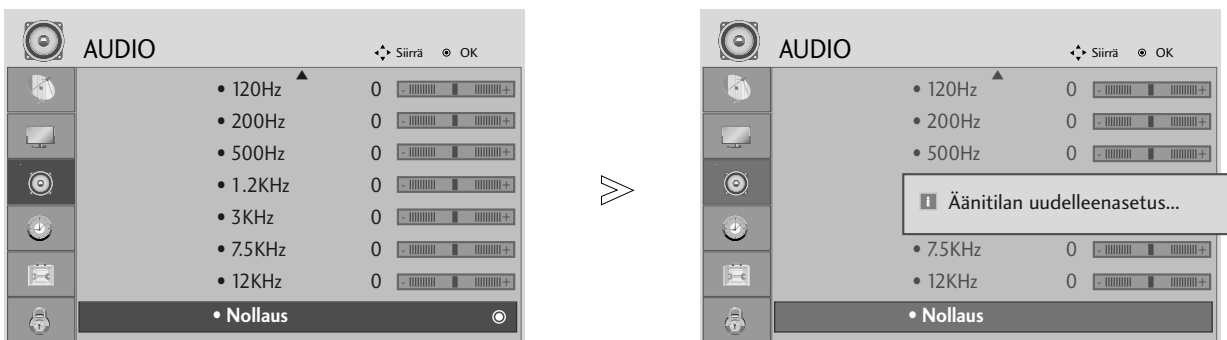 AUDIO
Siirrä OK
• 120Hz 0 - +
• 200Hz 0 - +
• 500Hz 0 - +
• 1.2KHz 0 - +
• 3KHz 0 - +
• 7.5KHz 0 - +
• 12KHz 0 - +
• Nollaus
AUDIO
Siirrä OK
• 120Hz 0 - +
• 200Hz 0 - +
• 500Hz 0 - +
i Äänitilan uudelleenasetus...
• 7.5KHz 0 - +
• 12KHz 0 - +
• Nollaus